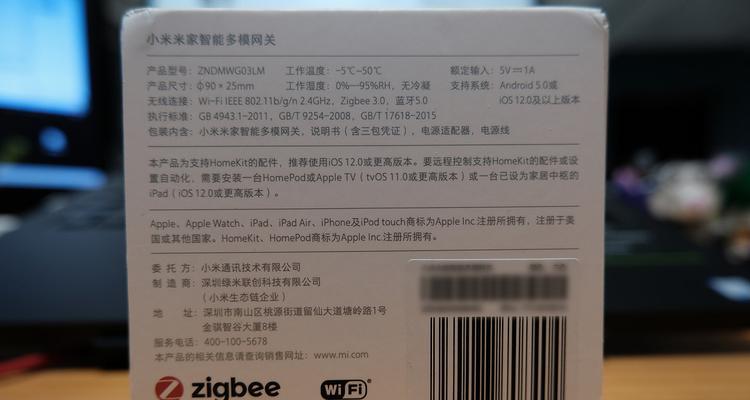 小米米家智能多模网关
产品型号：ZNDMWG03LM 工作温度：-5℃~50℃ 额定输入：5V⎓1A
产品尺寸：ф90×25mm 工作湿度：0%—95%RH，无冷凝 支持系统：Android 5.0或
无线连接：Wi-Fi IEEE 802.11b/g/n 2.4GHz，Zigbee 3.0，蓝牙5.0 iOS 12.0及以上版本
执行标准：GB 4943.1-2011，GB/T 9254-2008，GB/T 17618-2015
包装内含：小米米家智能多模网关，说明书（含三包凭证），电源适配器，电源线
本产品为支持HomeKit的配件，推荐使用iOS 12.0或更高版本。要远程控制支持HomeKit的配件或设
置自动化，需要安装一台HomePod或Apple TV（tvOS 11.0或更高版本）或一台已设为家居中枢的
iPad（iOS 12.0或更高版本）。
Apple、Apple Watch、iPad、iPad Air、iPhone及iPod touch商标为Apple Inc.注册所拥有，注册于美
国或其他国家。HomeKit、HomePod商标为Apple Inc.注册所拥有。
委 托 方：小米通讯技术有限公司
制 造 商：深圳绿米联创科技有限公司
（小米生态链企业）
地 址：深圳市南山区桃源街道留仙大道塘岭路1号
金骐智谷大厦8楼
服务电话：400-100-5678
本产品的相关信息请查询销售网址：www.mi.com
zigbee
Wi Fi